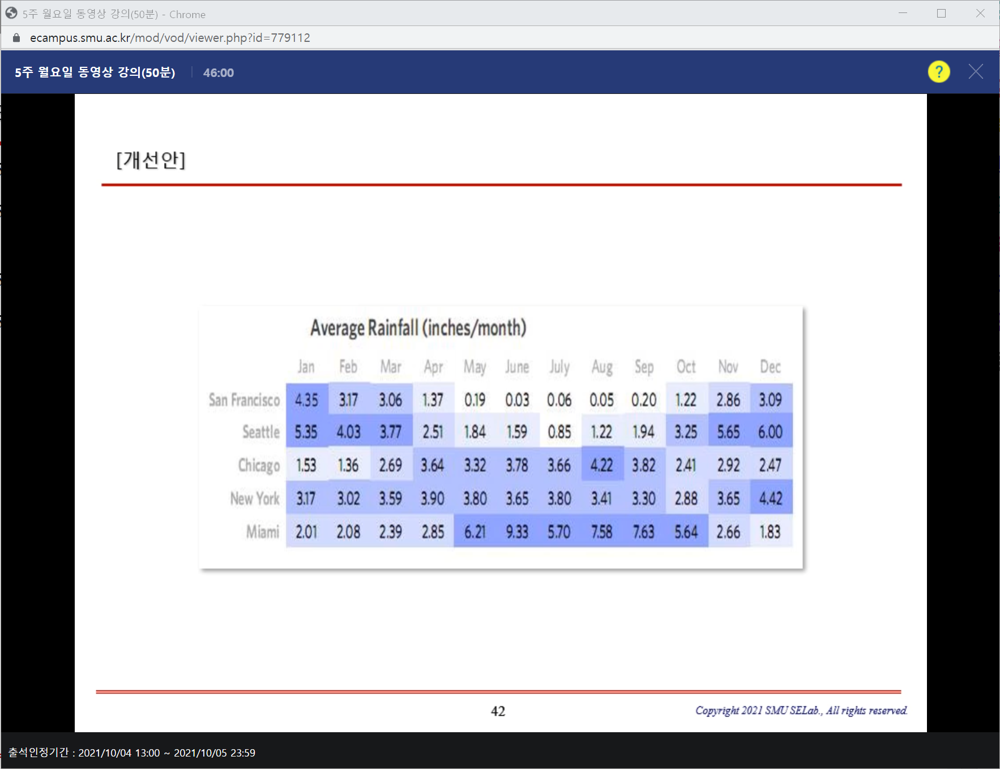 5주 월요일 동영상 강의(50분) - Chrome
ecampus.smu.ac.kr/mod/vod/viewer.php?id=779112
5주 월요일 동영상 강의(50분) 46:00 ?
[개선안]
Average Rainfall (inches/month)
Jan Feb Mar Apr May June July Aug Sep Oct Nov Dec
San Francisco 4.35 3.17 3.06 1.37 0.19 0.03 0.06 0.05 0.20 1.22 2.86 3.09
Seattle 5.35 4.03 3.77 2.51 1.84 1.59 0.85 1.22 1.94 3.25 5.65 6.00
Chicago 1.53 1.36 2.69 3.64 3.32 3.78 3.66 4.22 3.82 2.41 2.92 2.47
New York 3.17 3.02 3.59 3.90 3.80 3.65 3.80 3.41 3.30 2.88 3.65 4.42
Miami 2.01 2.08 2.39 2.85 6.21 9.33 5.70 7.58 7.63 5.64 2.66 1.83
42
Copyright 2021 SMU SELab., All rights reserved.
출석인정기간 : 2021/10/04 13:00 ~ 2021/10/05 23:59